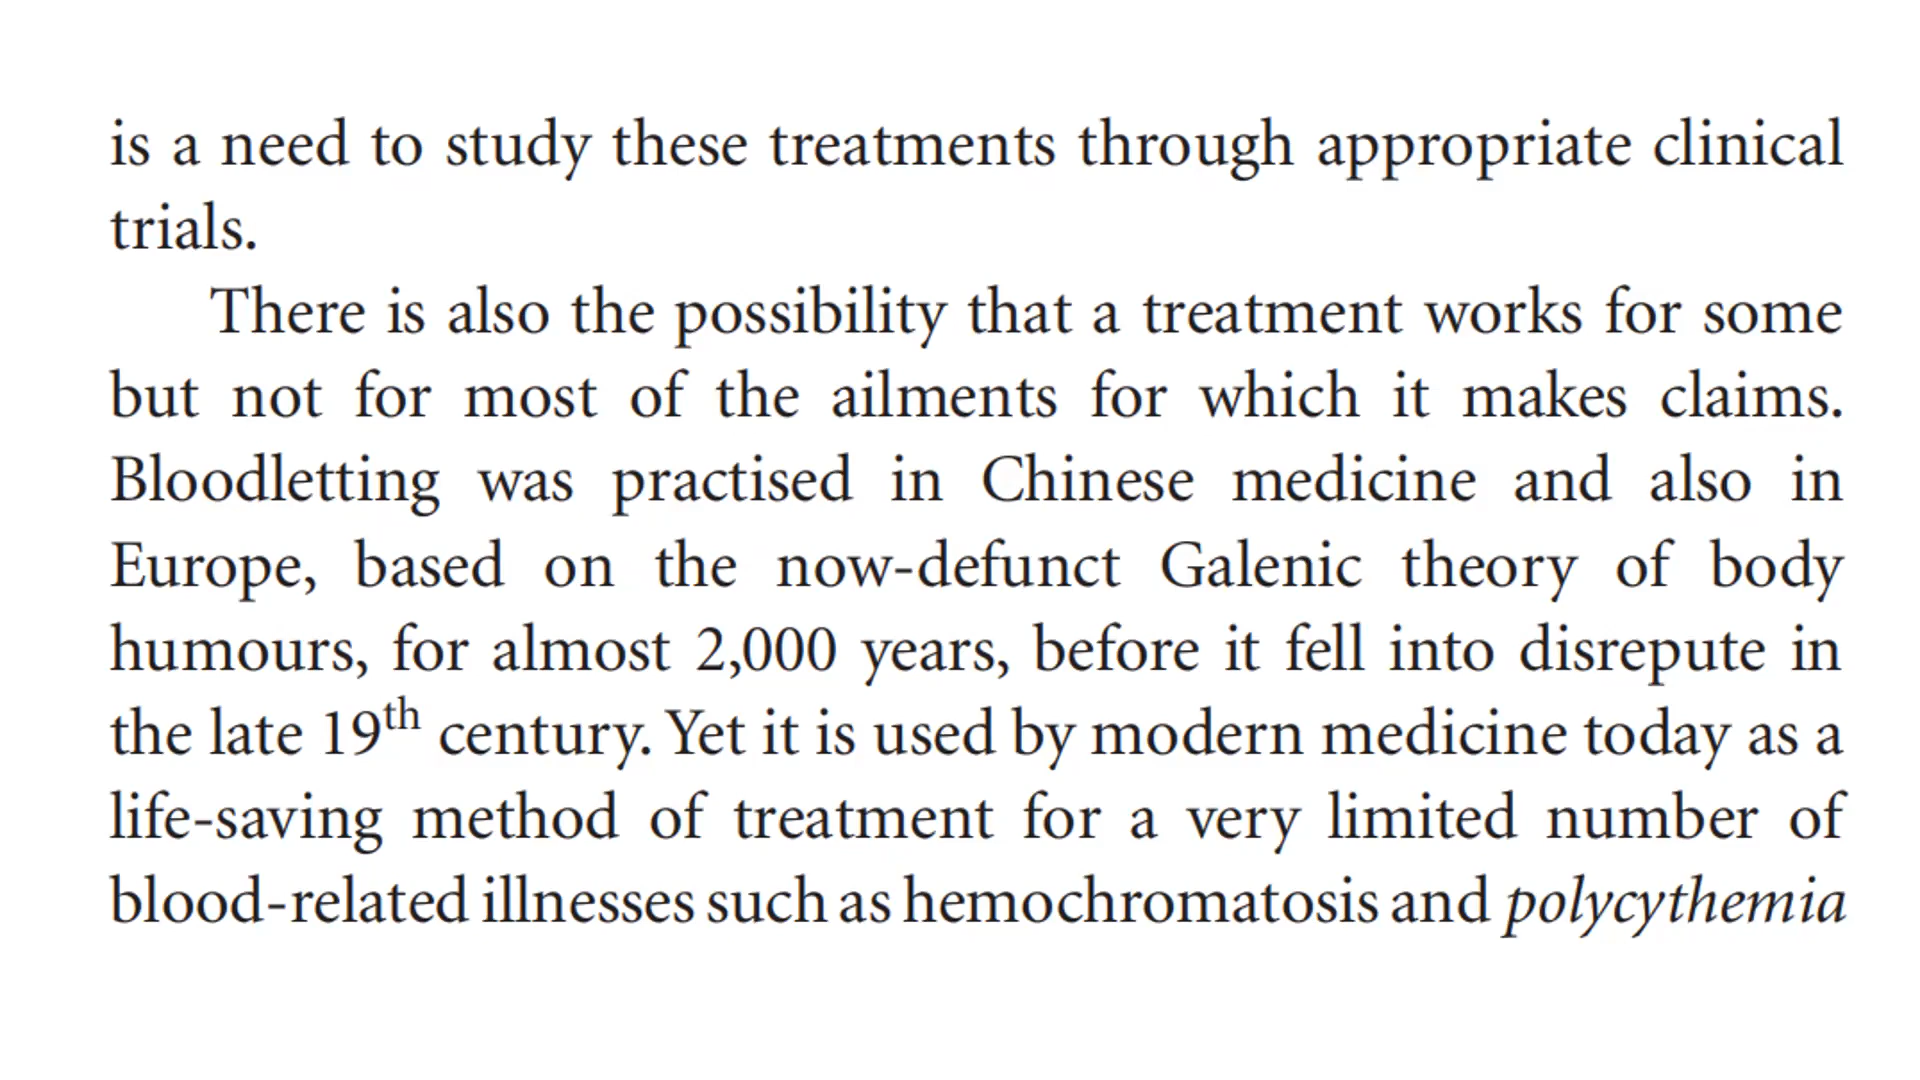 is a need to study these treatments through appropriate clinical
trials.
There is also the possibility that a treatment works for some
but not for most of the ailments for which it makes claims.
Bloodletting was practised in Chinese medicine and also in
Europe, based on the now-defunct Galenic theory of body
humours, for almost 2,000 years, before it fell into disrepute in
the late 19th century. Yet it is used by modern medicine today as a
life-saving method of treatment for a very limited number of
blood-related illnesses such as hemochromatosis and polycythemia